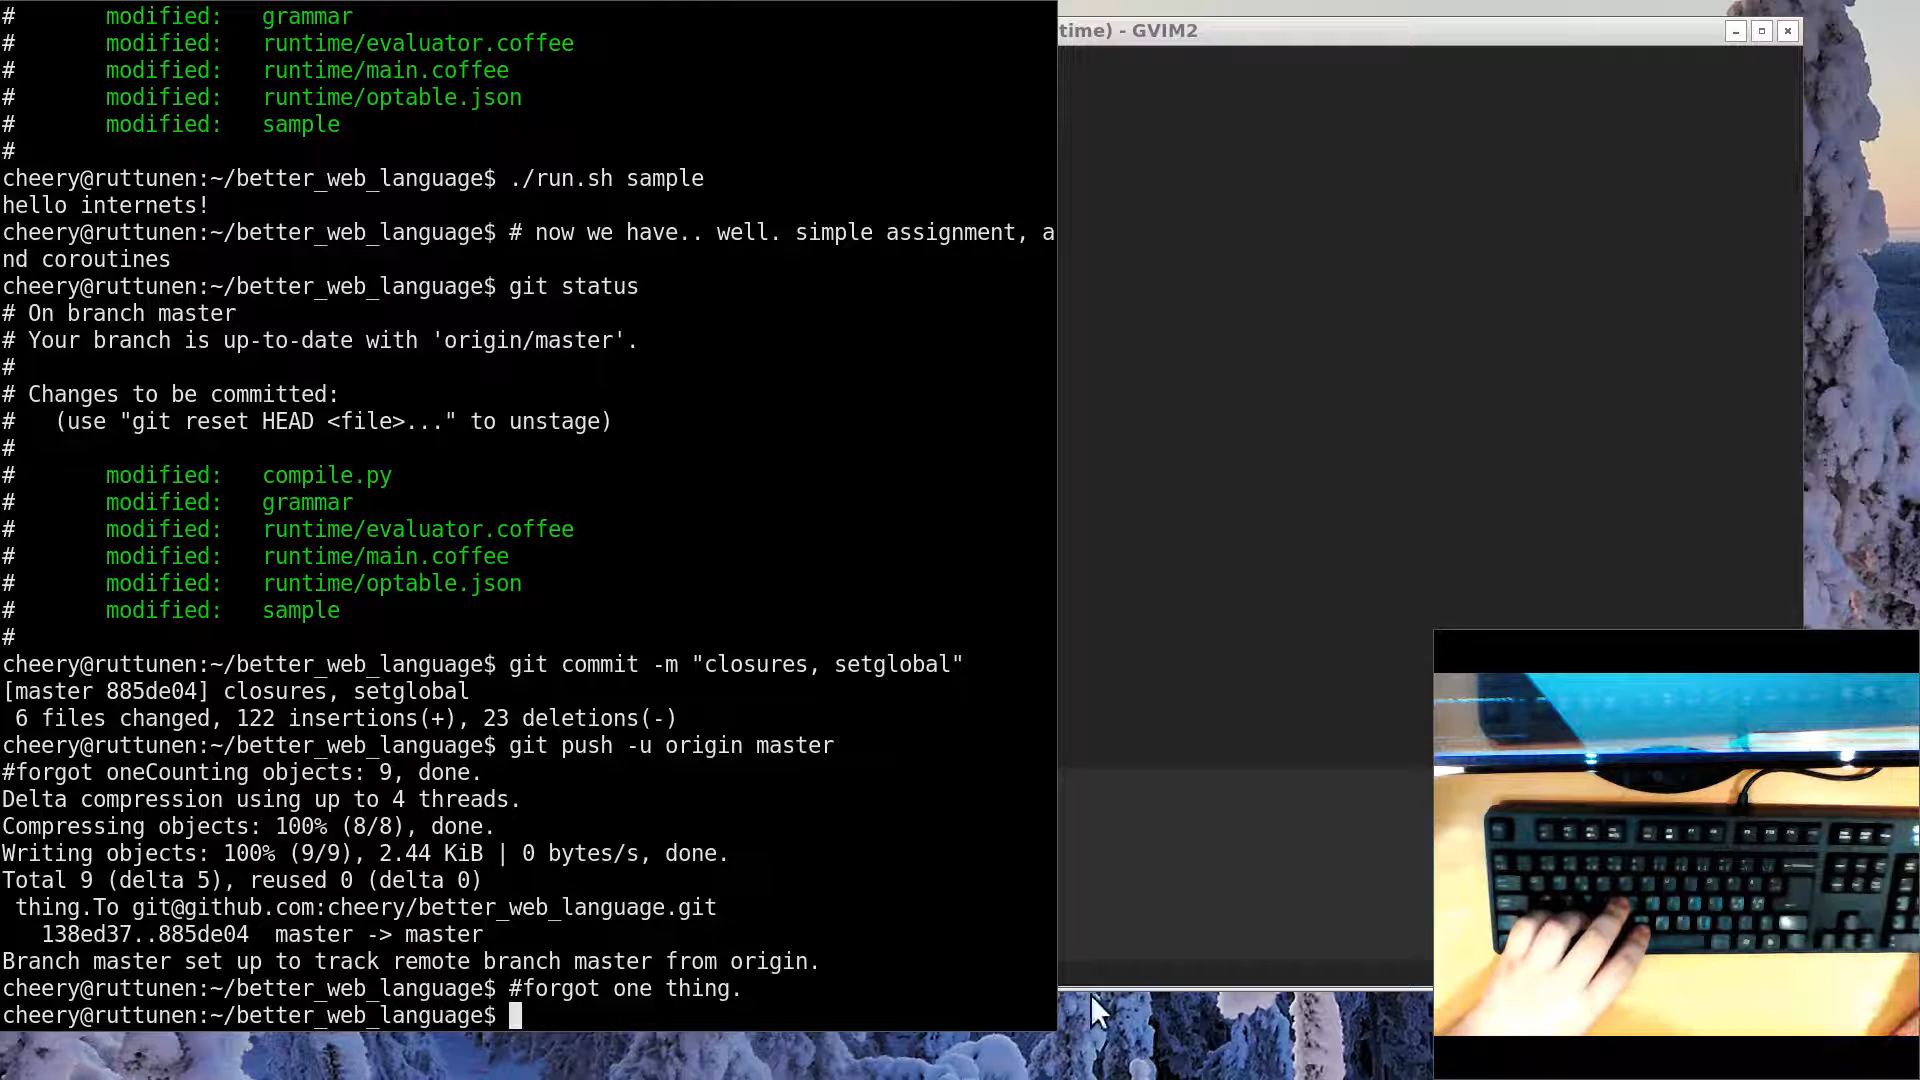 #       modified:   grammar
#       modified:   runtime/evaluator.coffee
#       modified:   runtime/main.coffee
#       modified:   runtime/optable.json
#       modified:   sample
#
cheery@ruttunen:~/better_web_language$ ./run.sh sample
hello internets!
cheery@ruttunen:~/better_web_language$ # now we have.. well. simple assignment, a
nd coroutines
cheery@ruttunen:~/better_web_language$ git status
# On branch master
# Your branch is up-to-date with 'origin/master'.
#
# Changes to be committed:
#   (use "git reset HEAD <file>..." to unstage)
#
#       modified:   compile.py
#       modified:   grammar
#       modified:   runtime/evaluator.coffee
#       modified:   runtime/main.coffee
#       modified:   runtime/optable.json
#       modified:   sample
#
cheery@ruttunen:~/better_web_language$ git commit -m "closures, setglobal"
[master 885de04] closures, setglobal
 6 files changed, 122 insertions(+), 23 deletions(-)
cheery@ruttunen:~/better_web_language$ git push -u origin master
#forgot oneCounting objects: 9, done.
Delta compression using up to 4 threads.
Compressing objects: 100% (8/8), done.
Writing objects: 100% (9/9), 2.44 KiB | 0 bytes/s, done.
Total 9 (delta 5), reused 0 (delta 0)
 thing.To git@github.com:cheery/better_web_language.git
   138ed37..885de04  master -> master
Branch master set up to track remote branch master from origin.
cheery@ruttunen:~/better_web_language$ #forgot one thing.
cheery@ruttunen:~/better_web_language$
time) - GVIM2